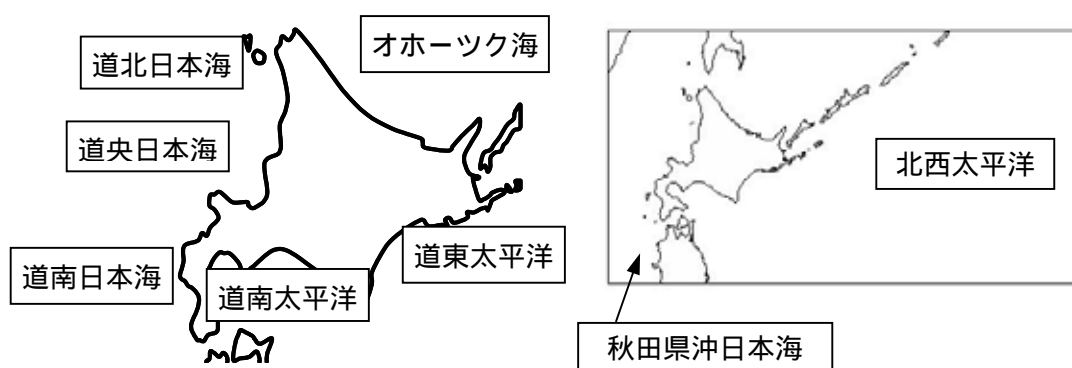 道北日本海
オホーツク海
道央日本海
道南日本海
道南太平洋
道東太平洋
北西太平洋
秋田県沖日本海